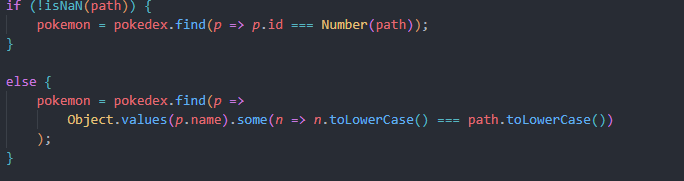 if (!isNaN(path)) {
    pokemon = pokedex.find(p => p.id === Number(path));
}

else {
    pokemon = pokedex.find(p =>
        Object.values(p.name).some(n => n.toLowerCase() === path.toLowerCase())
    );
}